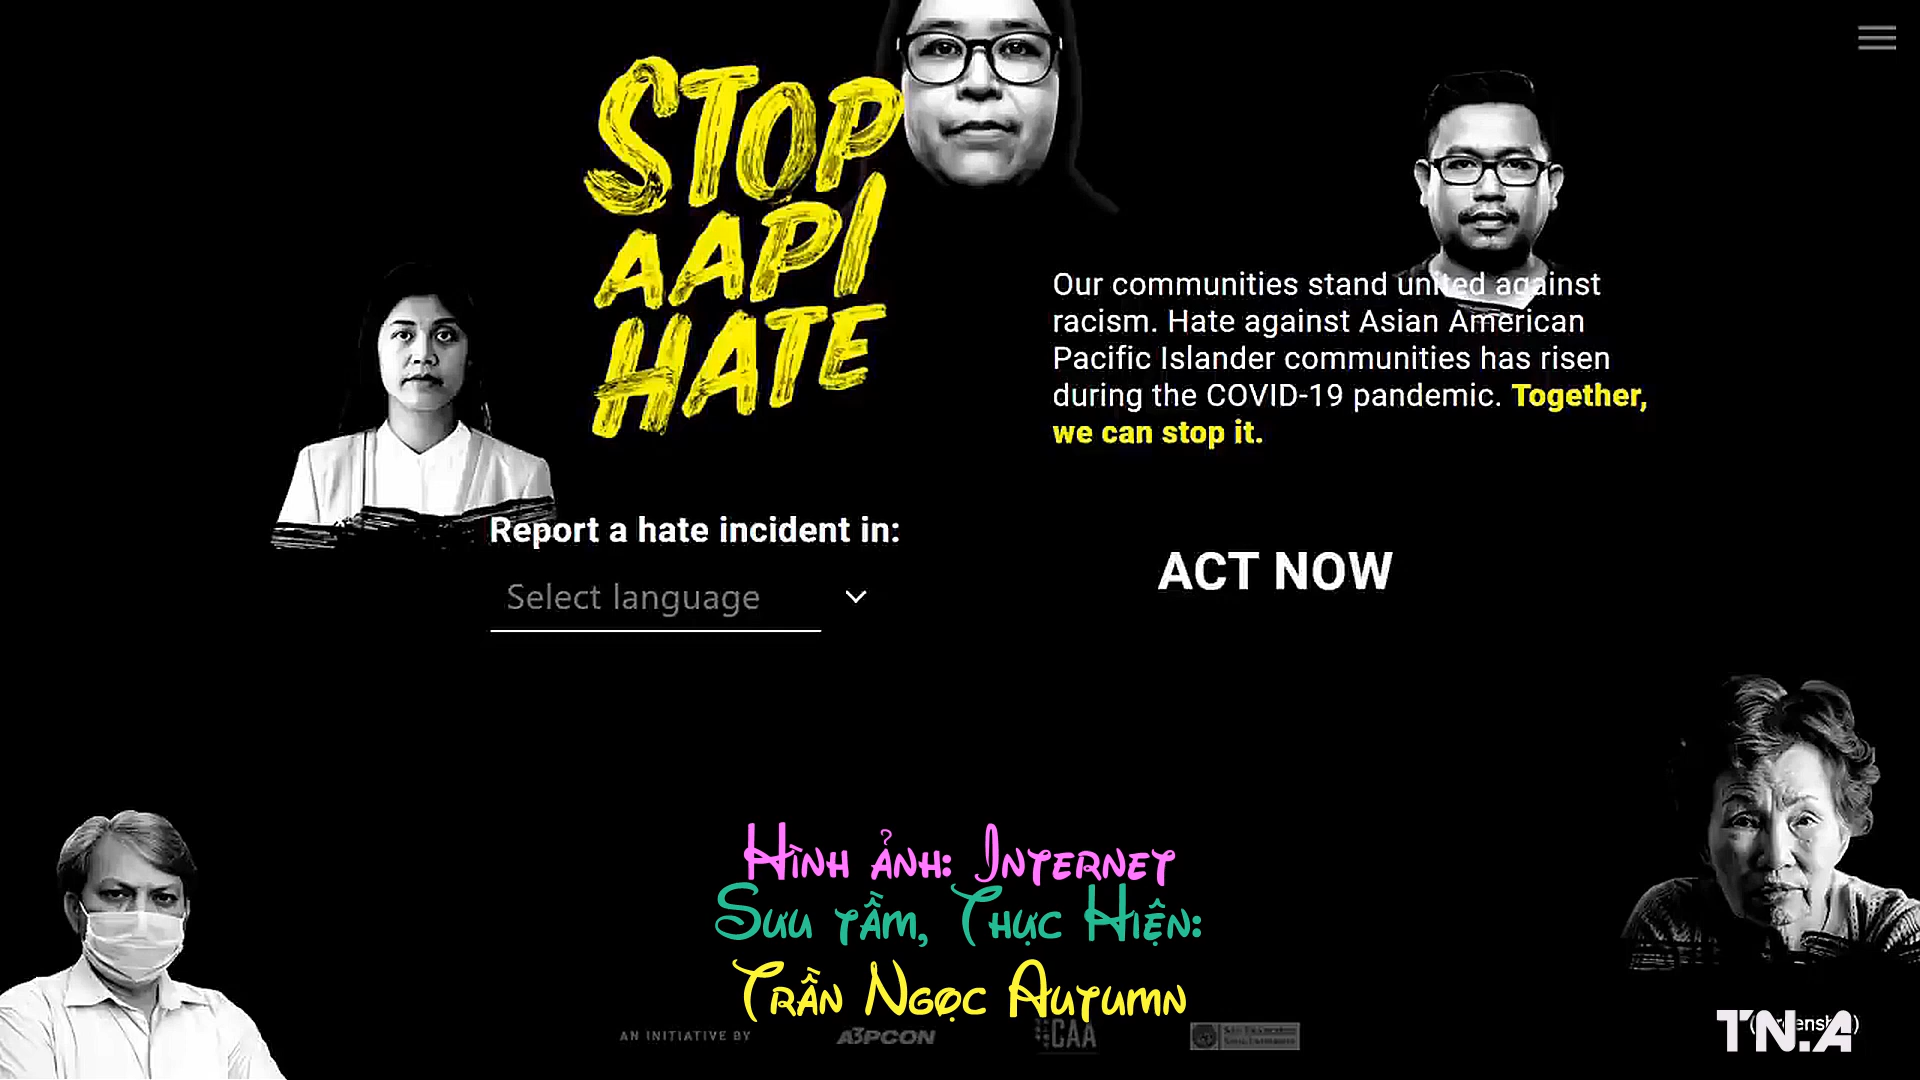 STOP
AAPI
HATE
Our communities stand united against
racism. Hate against Asian American
Pacific Islander communities has risen
during the COVID-19 pandemic. Together,
we can stop it.
Report a hate incident in:
Select language
ACT NOW
Hình ảnh: Internet
Sưu tầm, Thực Hiện:
Trần Ngọc Autumn
AN INITIATIVE BY
A3PCON
CAA
TN.A